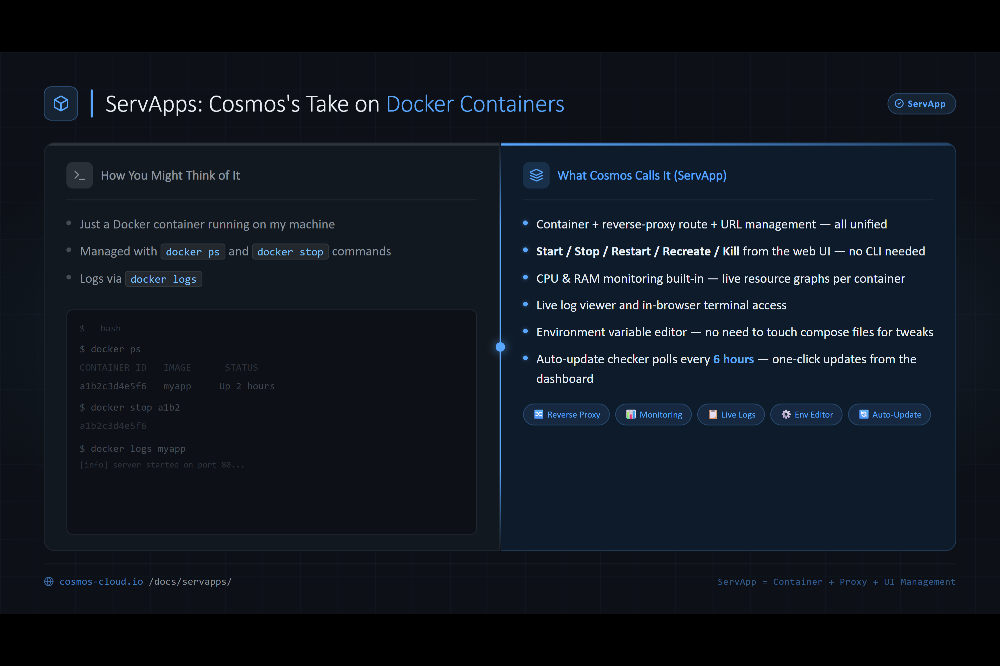 ServApps: Cosmos's Take on Docker Containers
ServApp
How You Might Think of It
Just a Docker container running on my machine
Managed with docker ps and docker stop commands
Logs via docker logs
$ — bash
$ docker ps
CONTAINER ID IMAGE STATUS
a1b2c3d4e5f6 myapp Up 2 hours
$ docker stop a1b2
a1b2c3d4e5f6
$ docker logs myapp
[info] server started on port 80...
What Cosmos Calls It (ServApp)
Container + reverse-proxy route + URL management — all unified
Start / Stop / Restart / Recreate / Kill from the web UI — no CLI needed
CPU & RAM monitoring built-in — live resource graphs per container
Live log viewer and in-browser terminal access
Environment variable editor — no need to touch compose files for tweaks
Auto-update checker polls every 6 hours — one-click updates from the
dashboard
Reverse Proxy Monitoring Live Logs Env Editor Auto-Update
cosmos-cloud.io /docs/servapps/
ServApp = Container + Proxy + UI Management